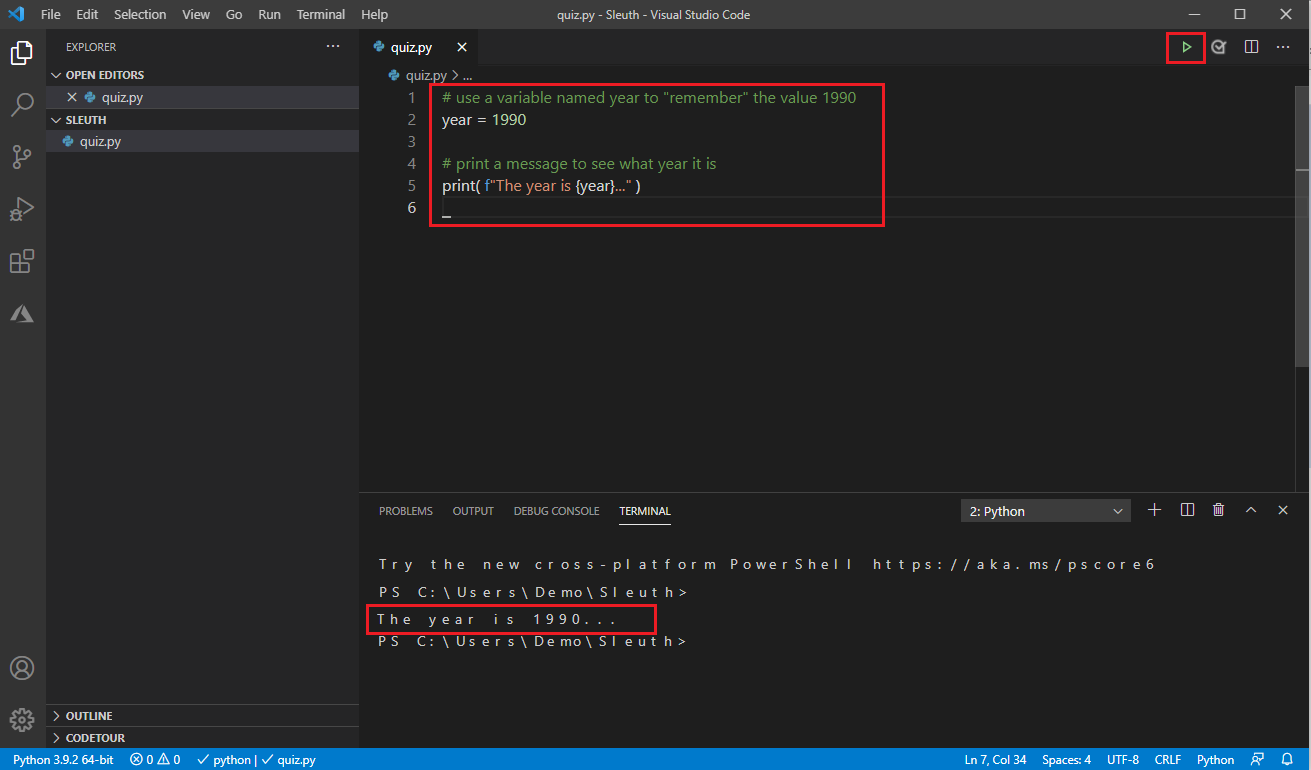 File Edit Selection View Go Run Terminal Help
quiz.py - Sleuth - Visual Studio Code
EXPLORER
OPEN EDITORS
quiz.py
SLEUTH
quiz.py
OUTLINE
CODETOUR
quiz.py
quiz.py > ...
1 # use a variable named year to "remember" the value 1990
2 year = 1990
3
4 # print a message to see what year it is
5 print( f"The year is {year}..." )
6
PROBLEMS OUTPUT DEBUG CONSOLE TERMINAL
2: Python
Try the new cross-platform PowerShell https://aka.ms/pscore6
PS C:\Users\Demo\Sleuth>
The year is 1990...
PS C:\Users\Demo\Sleuth>
Python 3.9.2 64-bit 0 0 python | quiz.py Ln 7, Col 34 Spaces: 4 UTF-8 CRLF Python